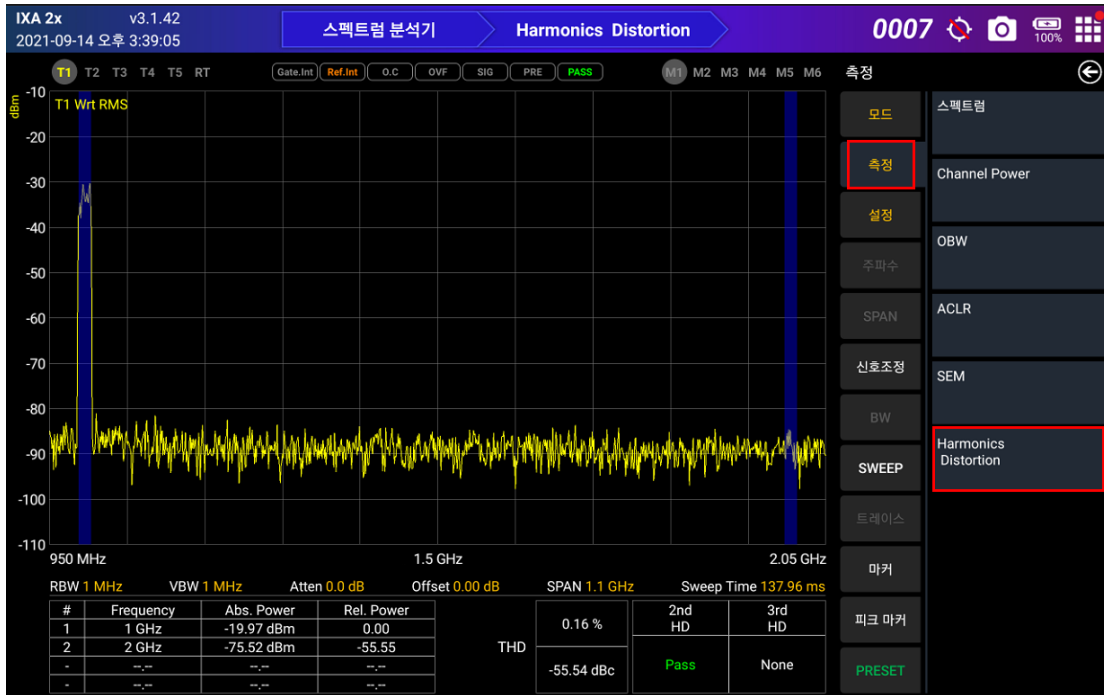 IXA 2x v3.1.42
2021-09-14 오후 3:39:05
스펙트럼 분석기
Harmonics Distortion
0007
100%
T1 T2 T3 T4 T5 RT
Gate.Int Ref.Int O.C OVF SIG PRE PASS
M1 M2 M3 M4 M5 M6
측정
dBm
T1 Wrt RMS
-10
-20
-30
-40
-50
-60
-70
-80
-90
-100
-110
950 MHz 1.5 GHz 2.05 GHz
RBW 1 MHz VBW 1 MHz Atten 0.0 dB Offset 0.00 dB SPAN 1.1 GHz Sweep Time 137.96 ms
# Frequency Abs. Power Rel. Power
1 1 GHz -19.97 dBm 0.00
2 2 GHz -75.52 dBm -55.55
- --.-- --.-- --.--
- --.-- --.-- --.--
THD
0.16 %
-55.54 dBc
2nd
HD
3rd
HD
Pass
None
모드
측정
설정
주파수
SPAN
신호조정
BW
SWEEP
트레이스
마커
피크 마커
PRESET
스펙트럼
Channel Power
OBW
ACLR
SEM
Harmonics
Distortion